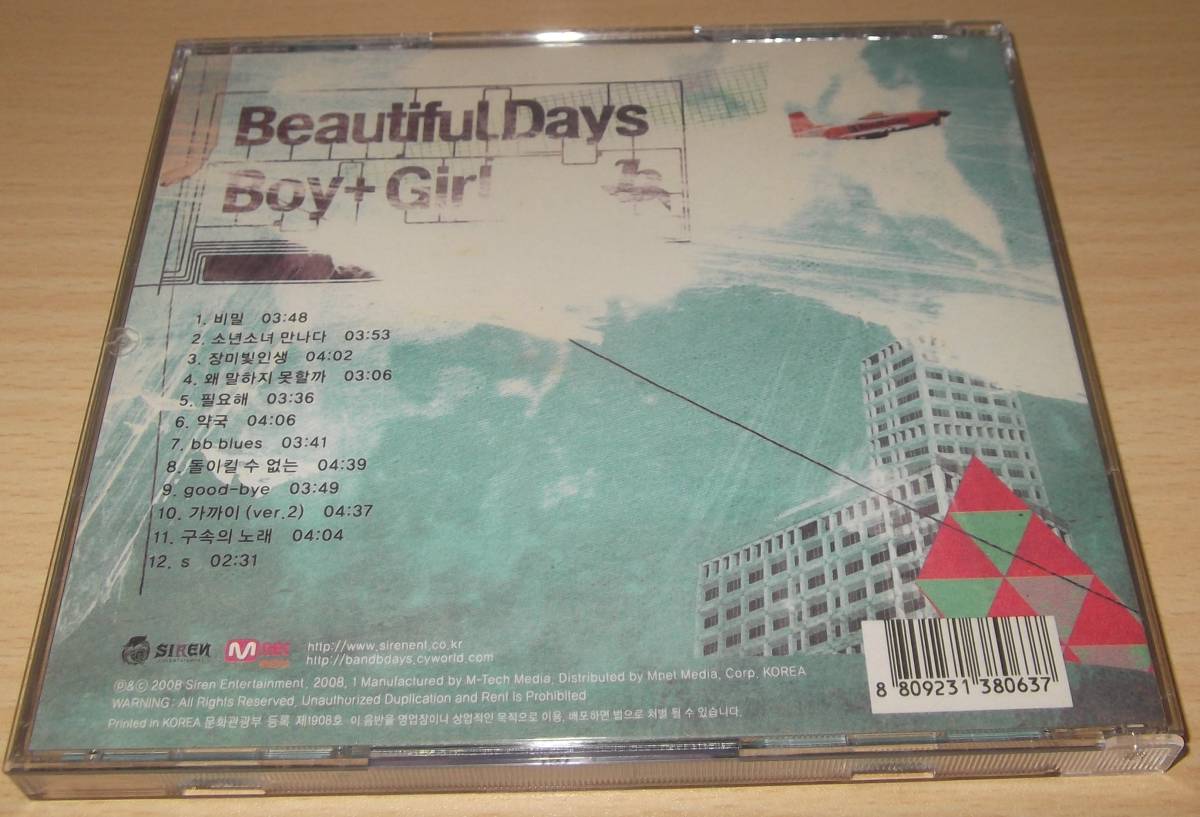 Beautiful Days
Boy+ Girl
1. 비밀 03:48
2. 소년소녀 만나다 03:53
3. 장미빛인생 04:02
4. 왜 말하지 못할까 03:06
5. 필요해 03:36
6. 약국 04:06
7. bb blues 03:41
8. 돌이킬 수 없는 04:39
9. good-bye 03:49
10. 가까이 (ver.2) 04:37
11. 구속의 노래 04:04
12. s 02:31
SIREN
http://www.sirenent.co.kr
http://bandbdays.cyworld.com
℗&© 2008 Siren Entertainment, 2008, 1 Manufactured by M-Tech Media, Distributed by Mnet Media, Corp. KOREA
WARNING: All Rights Reserved, Unauthorized Duplication and Rent Is Prohibited
Printed in KOREA 문화관광부 등록 제1908호 이 음반을 영업장이나 상업적인 목적으로 이용, 배포하면 벌으로 처벌 될 수 있습니다.
8 809231 380637